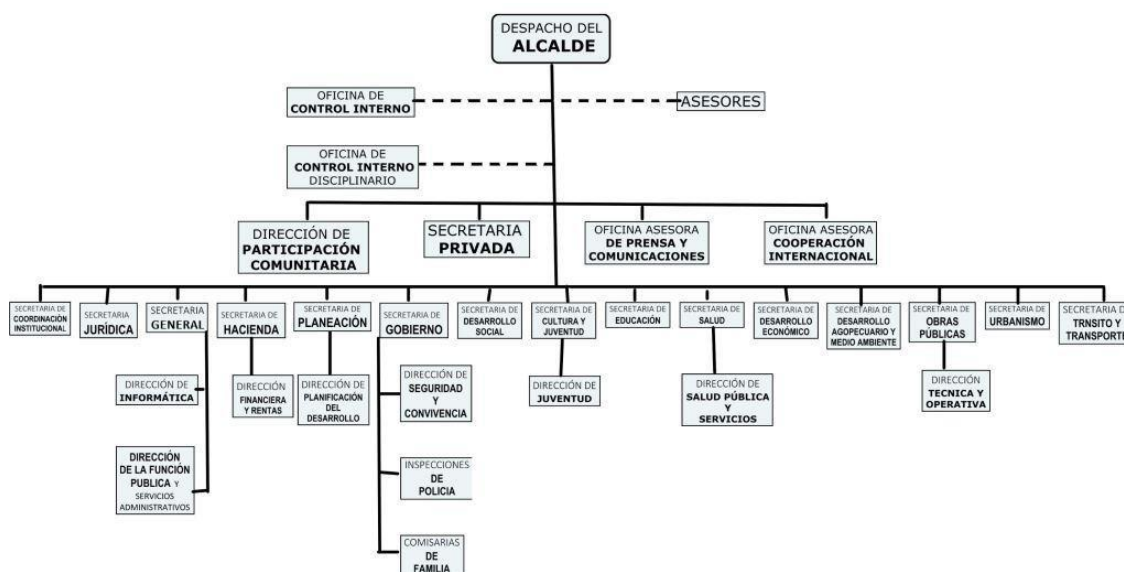 DESPACHO DEL
ALCALDE
OFICINA DE
CONTROL INTERNO
ASESORES
OFICINA DE
CONTROL INTERNO
DISCIPLINARIO
DIRECCIÓN DE
PARTICIPACIÓN
COMUNITARIA
SECRETARIA
PRIVADA
OFICINA ASESORA
DE PRENSA Y
COMUNICACIONES
OFICINA ASESORA
COOPERACIÓN
INTERNACIONAL
SECRETARIA DE
COORDINACIÓN
INSTITUCIONAL
SECRETARIA
JURÍDICA
SECRETARIA
GENERAL
SECRETARIA DE
HACIENDA
SECRETARIA DE
PLANEACIÓN
SECRETARIA DE
GOBIERNO
SECRETARIA DE
DESARROLLO
SOCIAL
SECRETARIA DE
CULTURA Y
JUVENTUD
SECRETARIA DE
EDUCACIÓN
SECRETARIA DE
SALUD
SECRETARIA DE
DESARROLLO
ECONÓMICO
SECRETARIA DE
DESARROLLO
AGOPECUARIO Y
MEDIO AMBIENTE
SECRETARIA DE
OBRAS
PÚBLICAS
SECRETARIA DE
URBANISMO
SECRETARIA DE
TRNSITO Y
TRANSPORTE
DIRECCIÓN DE
INFORMÁTICA
DIRECCIÓN
DE LA FUNCIÓN
PUBLICA Y SERVICIOS
ADMINISTRATIVOS
DIRECCIÓN
FINANCIERA
Y RENTAS
DIRECCIÓN DE
PLANIFICACIÓN
DEL
DESARROLLO
DIRECCIÓN DE
SEGURIDAD
Y
CONVIVENCIA
INSPECCIONES
DE
POLICIA
COMISARIAS
DE
FAMILIA
DIRECCIÓN DE
JUVENTUD
DIRECCIÓN DE
SALUD PÚBLICA
Y
SERVICIOS
DIRECCIÓN
TECNICA Y
OPERATIVA